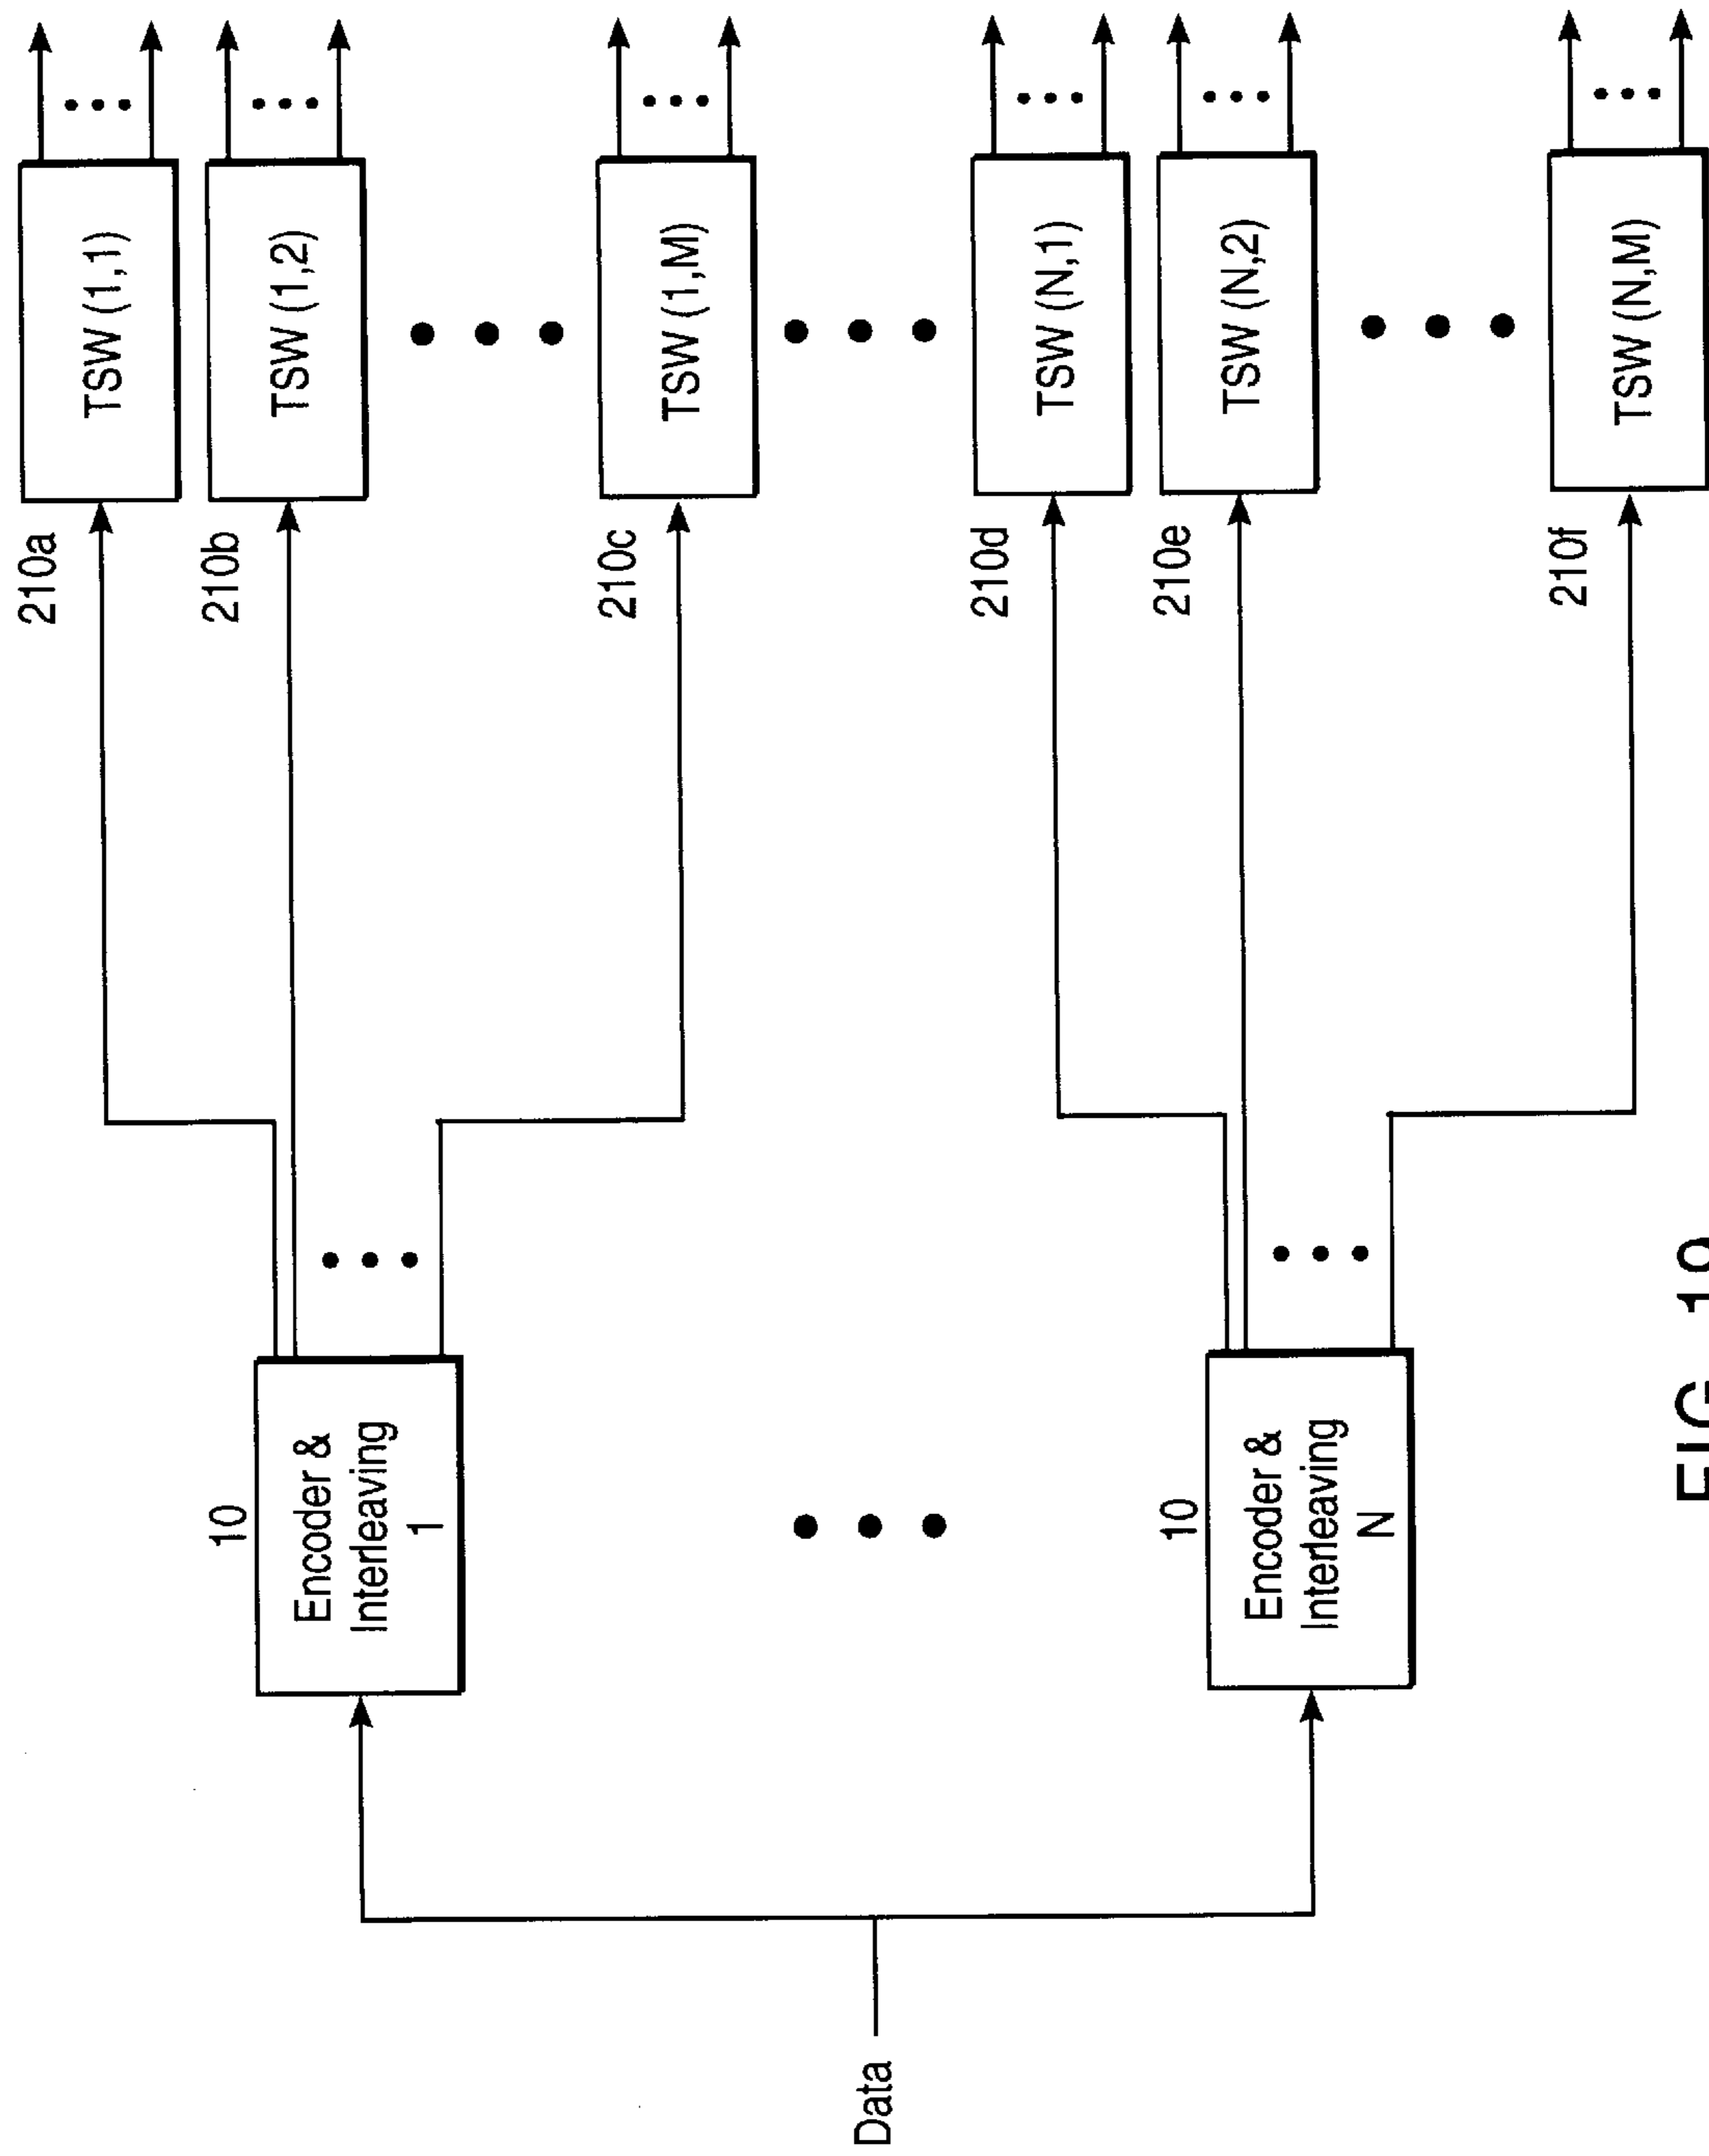 210a
TSW (1,1)
10
Encoder &
Interleaving
1
210b
TSW (1,2)
210c
TSW (1,M)
Data
210d
TSW (N,1)
10
Encoder &
Interleaving
N
210e
TSW (N,2)
210f
TSW (N,M)
FIG